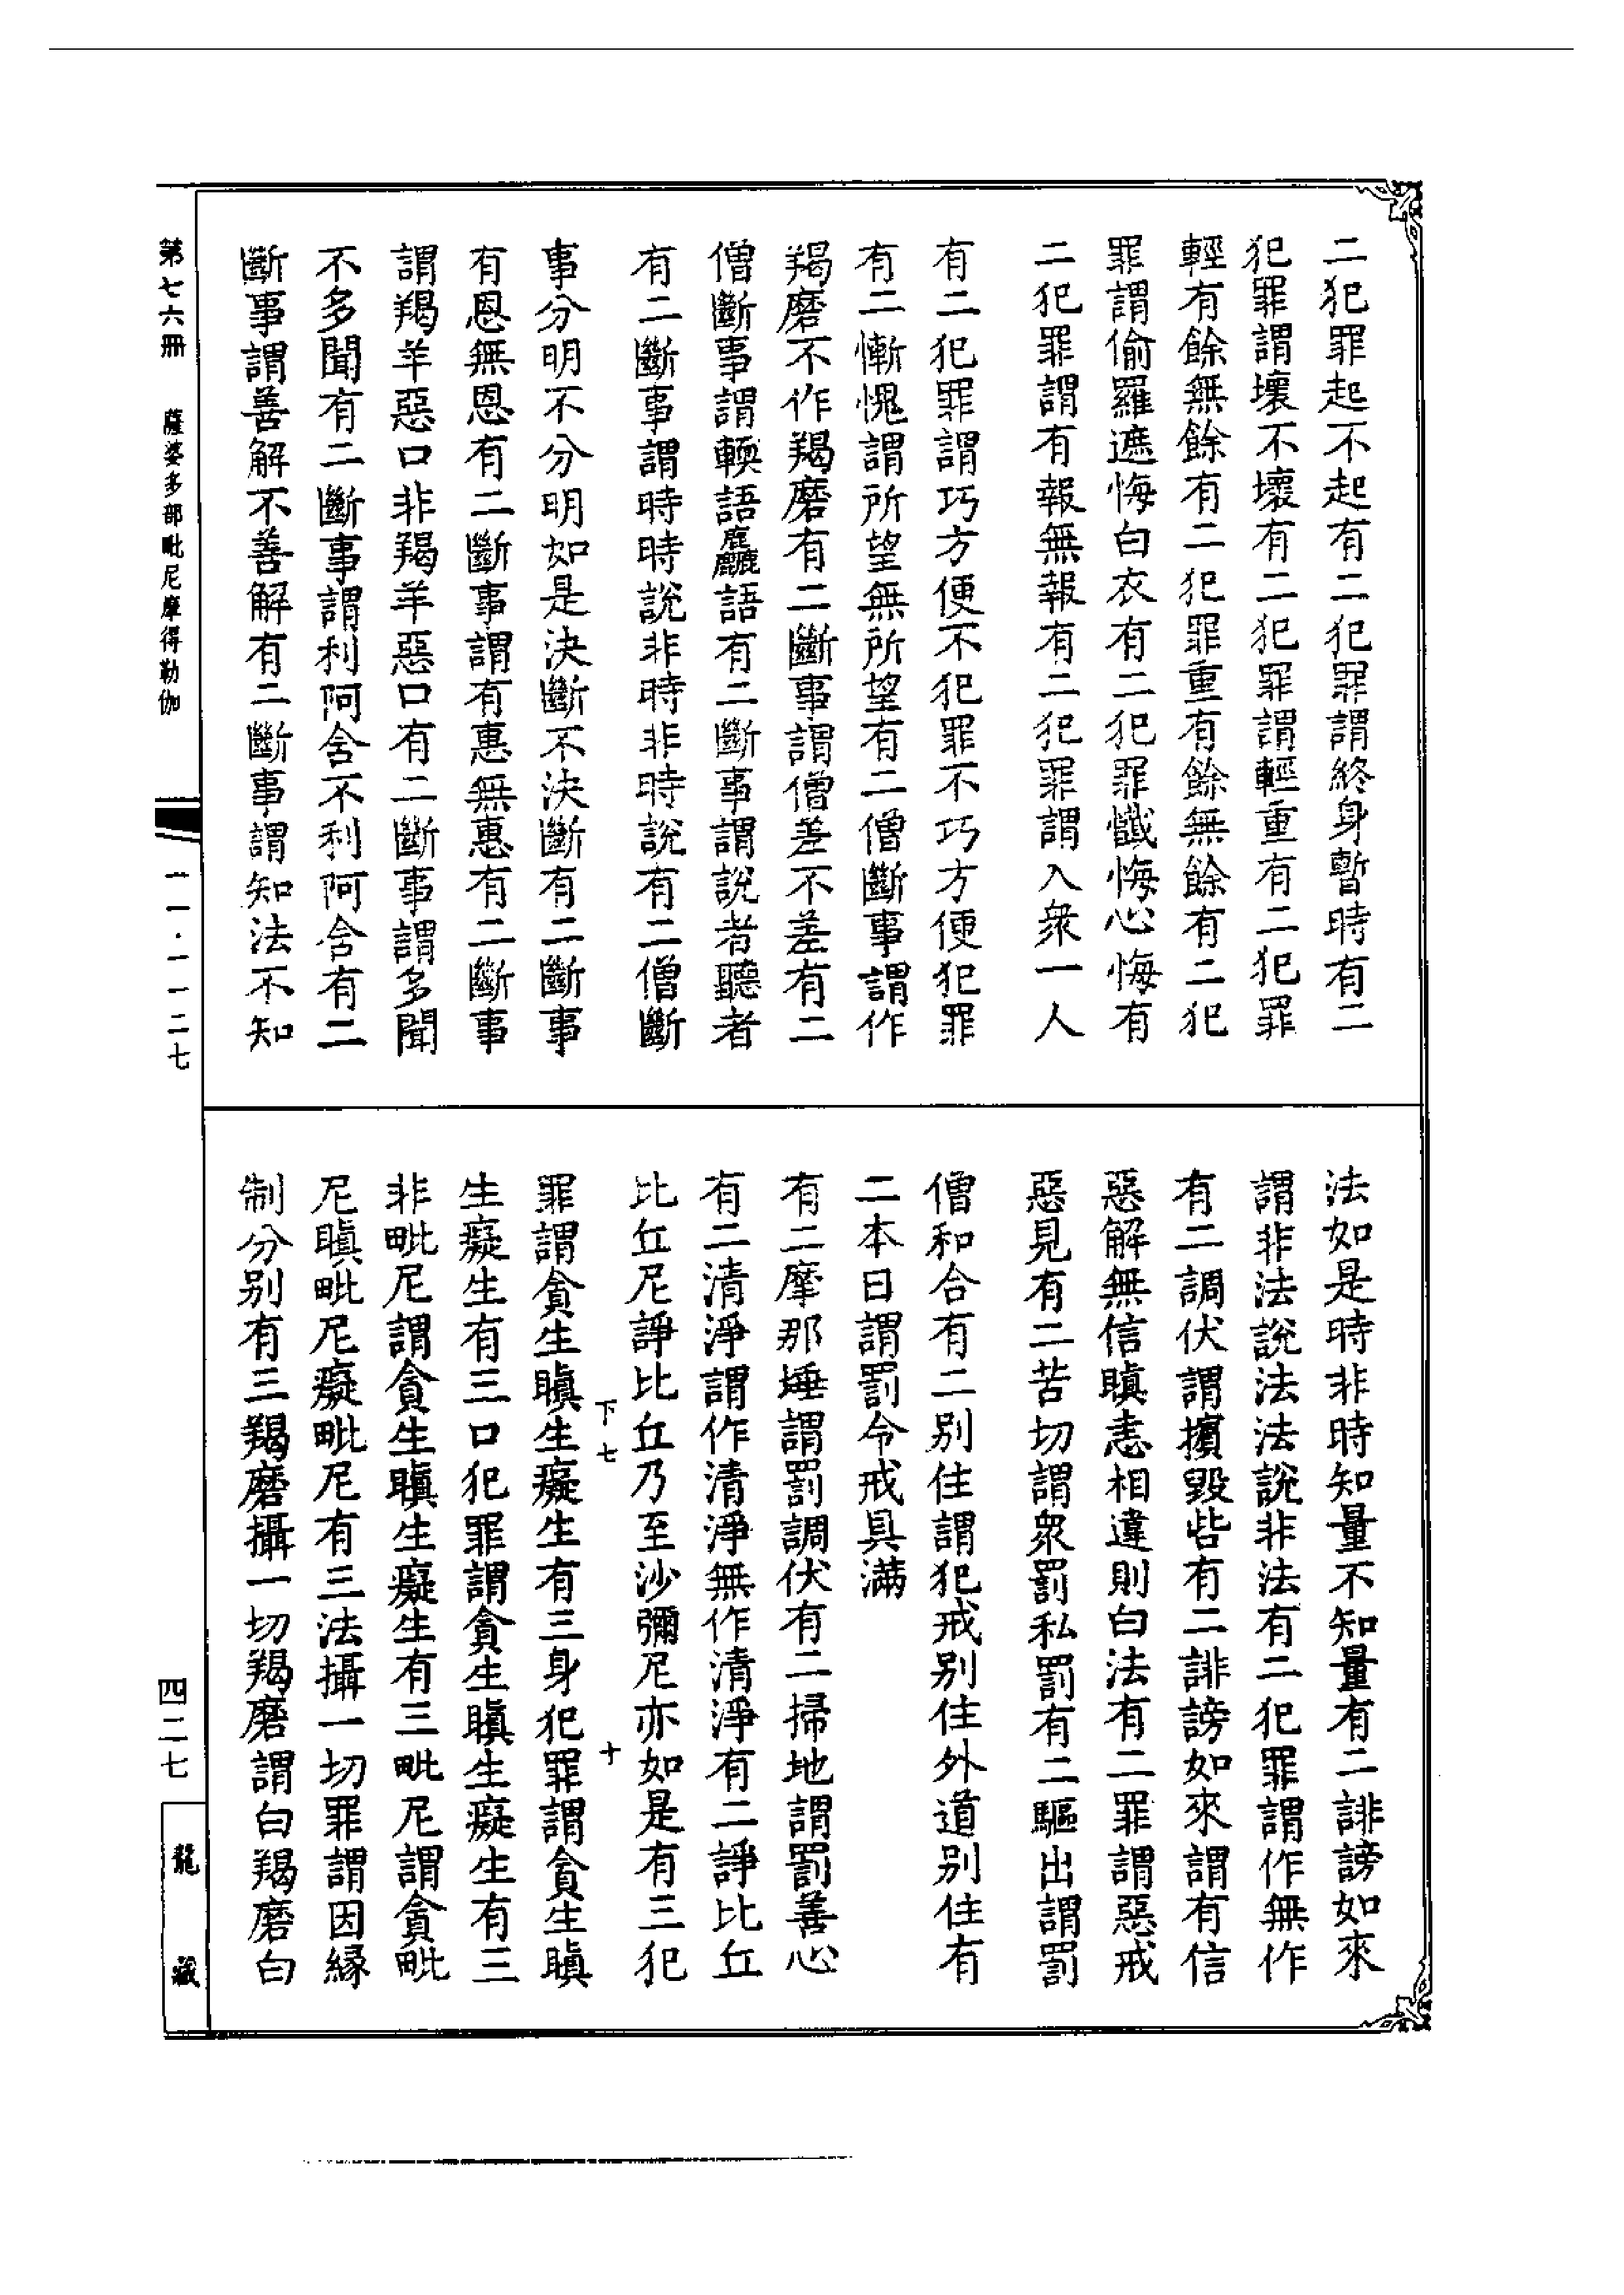 二犯罪起不起有二犯罪謂終身暫時有二
犯罪謂壞不壞有二犯罪謂輕重有二犯罪
輕有餘無餘有二犯罪重有餘無餘有二犯
罪謂偷羅遮悔白衣有二犯罪懺悔心悔有
二犯罪謂有報無報有二犯罪謂入衆一人
有二犯罪謂巧方便不犯罪不巧方便犯罪
有二慚愧謂所望無所望有二僧斷事謂作
羯磨不作羯磨有二斷事謂僧差不差有二
僧斷事謂輭語麤語有二斷事謂說者聽者
有二斷事謂時時說非時非時說有二僧斷
事分明不分明如是決斷不決斷有二斷事
有恩無恩有二斷事謂有惠無惠有二斷事
謂羯羊惡口非羯羊惡口有二斷事謂多聞
不多聞有二斷事謂利阿含不利阿含有二
斷事謂善解不善解有二斷事謂知法不知
法如是時非時知量不知量有二誹謗如來
謂非法說法法說非法有二犯罪謂作無作
有二調伏謂擯毀呰有二誹謗如來謂有信
惡解無信瞋恚相違則白法有二罪謂惡戒
惡見有二苦切謂衆罰私罰有二驅出謂罰
僧和合有二別住謂犯戒別住外道別住有
二本日謂罰令戒具滿
有二摩那埵謂罰調伏有二掃地謂罰善心
有二清淨謂作清淨無作清淨有二諍比丘
比丘尼諍比丘乃至沙彌尼亦如是有三犯
下七 十
罪謂貪生瞋生癡生有三身犯罪謂貪生瞋
生癡生有三口犯罪謂貪生瞋生癡生有三
非毗尼謂貪生瞋生癡生有三毗尼謂貪毗
尼瞋毗尼癡毗尼有三法攝一切罪謂因緣
制分別有三羯磨攝一切羯磨謂白羯磨白
第七六冊 薩婆多部毗尼摩得勒伽
一一·一一二七
四二七
龍藏